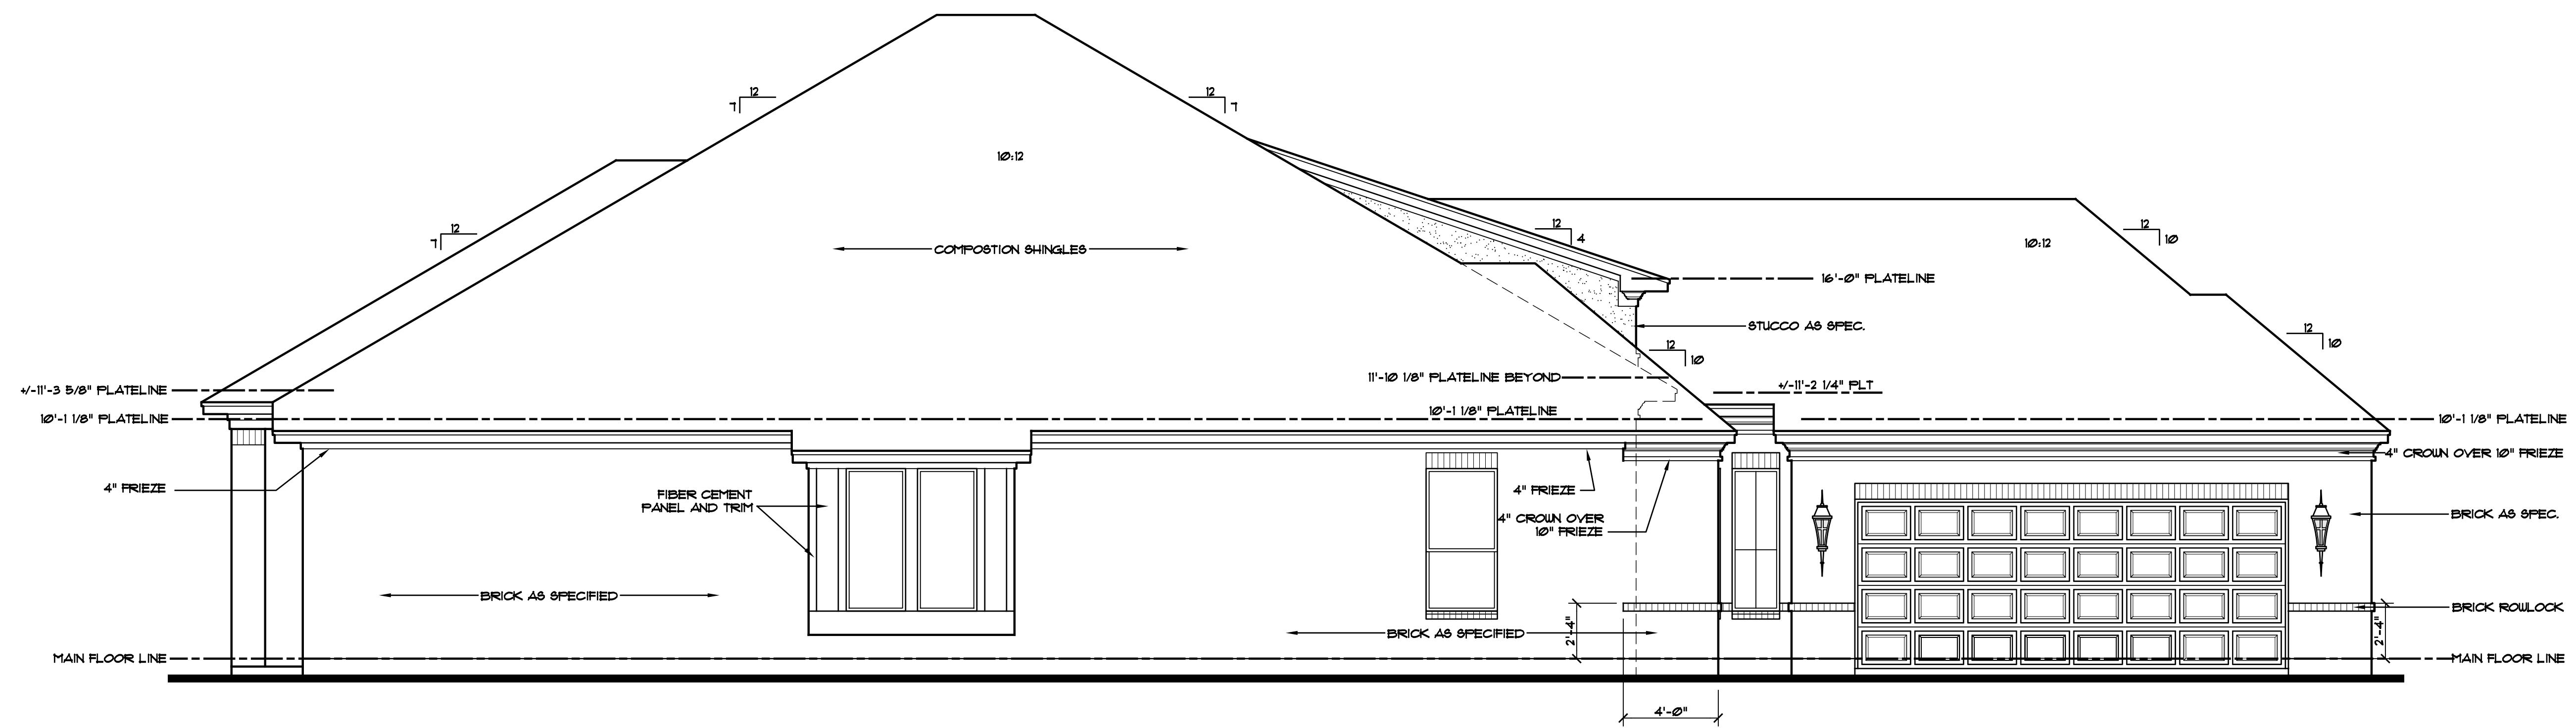 12
7
12
7
10:12
12
7
COMPOSTION SHINGLES
12
4
12
10
10:12
16'-0" PLATELINE
STUCCO AS SPEC.
12
10
12
10
11'-10 1/8" PLATELINE BEYOND
+/-11'-2 1/4" PLT
+/-11'-3 5/8" PLATELINE
10'-1 1/8" PLATELINE
10'-1 1/8" PLATELINE
10'-1 1/8" PLATELINE
4" CROWN OVER 10" FRIEZE
4" FRIEZE
FIBER CEMENT
PANEL AND TRIM
4" FRIEZE
4" CROWN OVER
10" FRIEZE
BRICK AS SPEC.
BRICK AS SPECIFIED
BRICK ROWLOCK
BRICK AS SPECIFIED
2'-4"
2'-4"
MAIN FLOOR LINE
MAIN FLOOR LINE
4'-0"